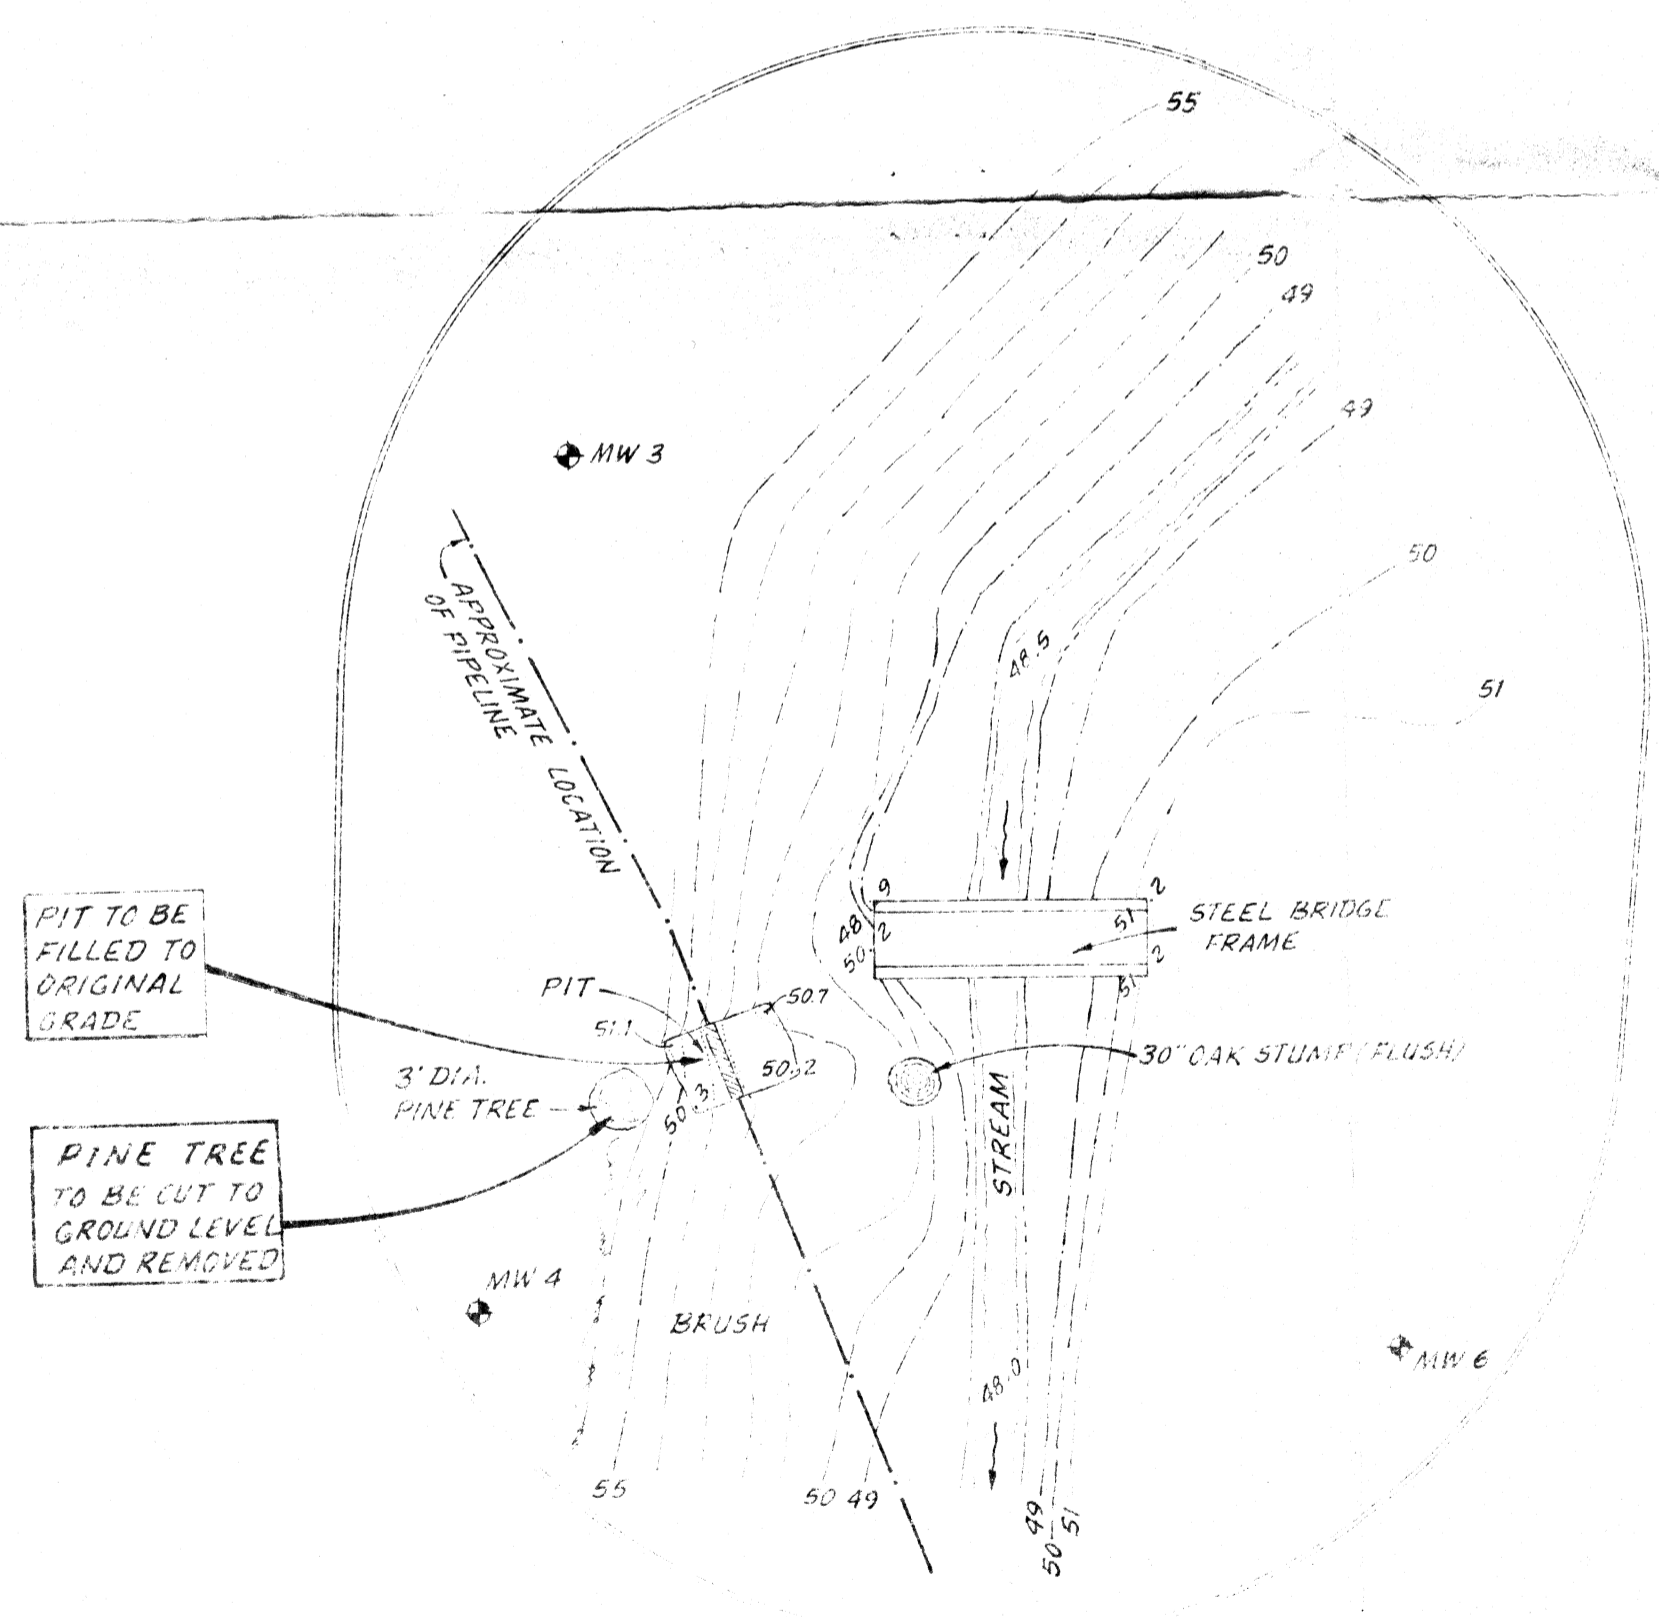 55
50
49
49
MW 3
50
48.5
51
APPROXIMATE LOCATION
OF PIPELINE
PIT TO BE
FILLED TO
ORIGINAL
GRADE
9
48
2
50
51
2
51
2
STEEL BRIDGE
FRAME
PIT
51.1
50.7
50.2
50.3
30" OAK STUMP (FLUSH)
3' DIA.
PINE TREE
STREAM
PINE TREE
TO BE CUT TO
GROUND LEVEL
AND REMOVED
MW 4
BRUSH
MW 6
48.0
55
50 49
49
50
51